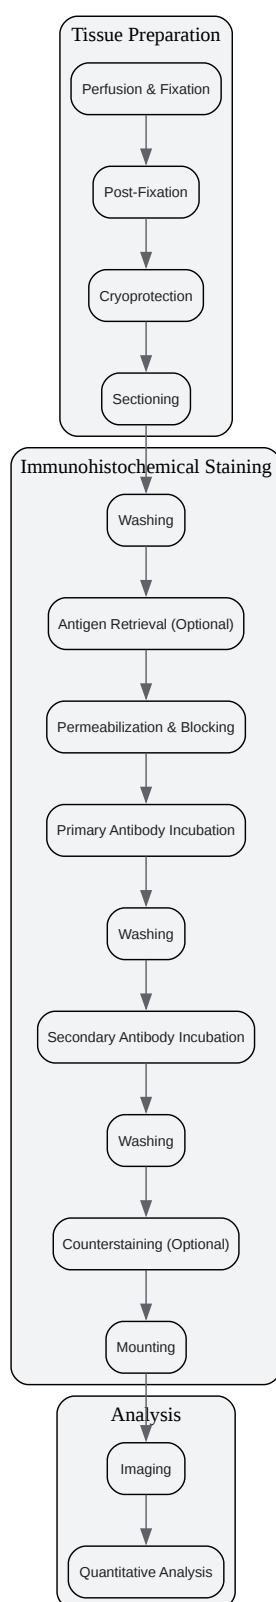 Tissue Preparation
Perfusion & Fixation
Post-Fixation
Cryoprotection
Sectioning
Immunohistochemical Staining
Washing
Antigen Retrieval (Optional)
Permeabilization & Blocking
Primary Antibody Incubation
Washing
Secondary Antibody Incubation
Washing
Counterstaining (Optional)
Mounting
Analysis
Imaging
Quantitative Analysis